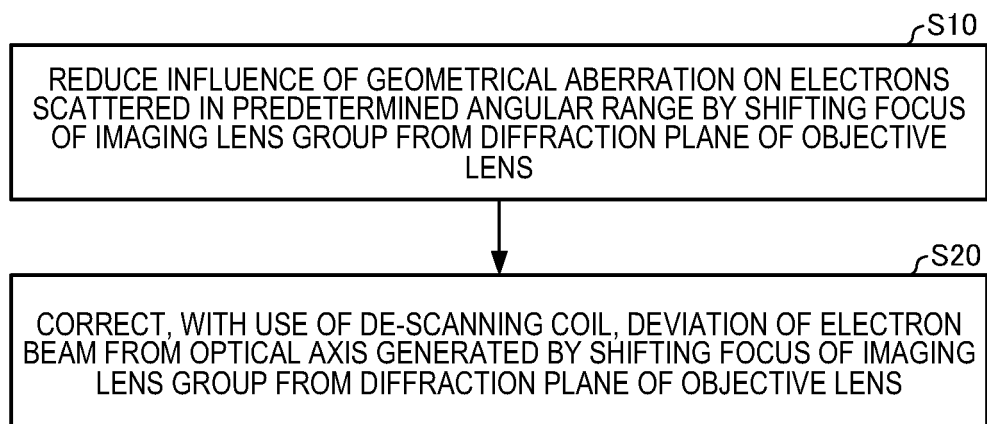 S10
REDUCE INFLUENCE OF GEOMETRICAL ABERRATION ON ELECTRONS
SCATTERED IN PREDETERMINED ANGULAR RANGE BY SHIFTING FOCUS
OF IMAGING LENS GROUP FROM DIFFRACTION PLANE OF OBJECTIVE
LENS
S20
CORRECT, WITH USE OF DE-SCANNING COIL, DEVIATION OF ELECTRON
BEAM FROM OPTICAL AXIS GENERATED BY SHIFTING FOCUS OF IMAGING
LENS GROUP FROM DIFFRACTION PLANE OF OBJECTIVE LENS